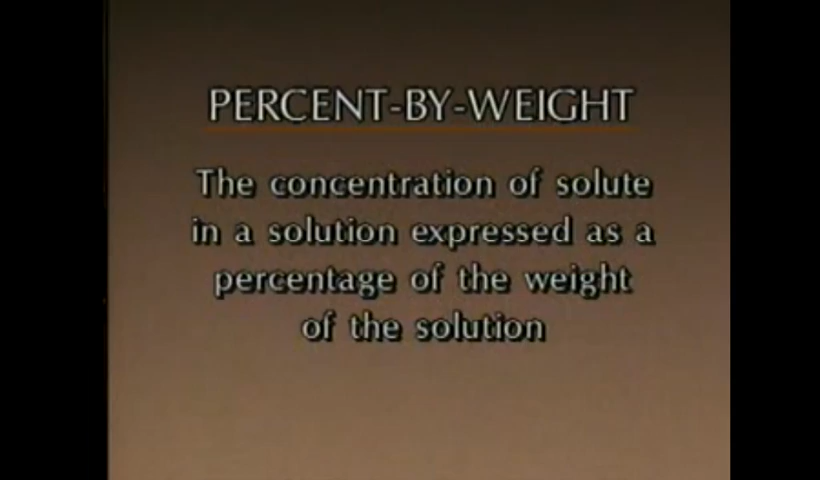 PERCENT-BY-WEIGHT
The concentration of solute
in a solution expressed as a
percentage of the weight
of the solution